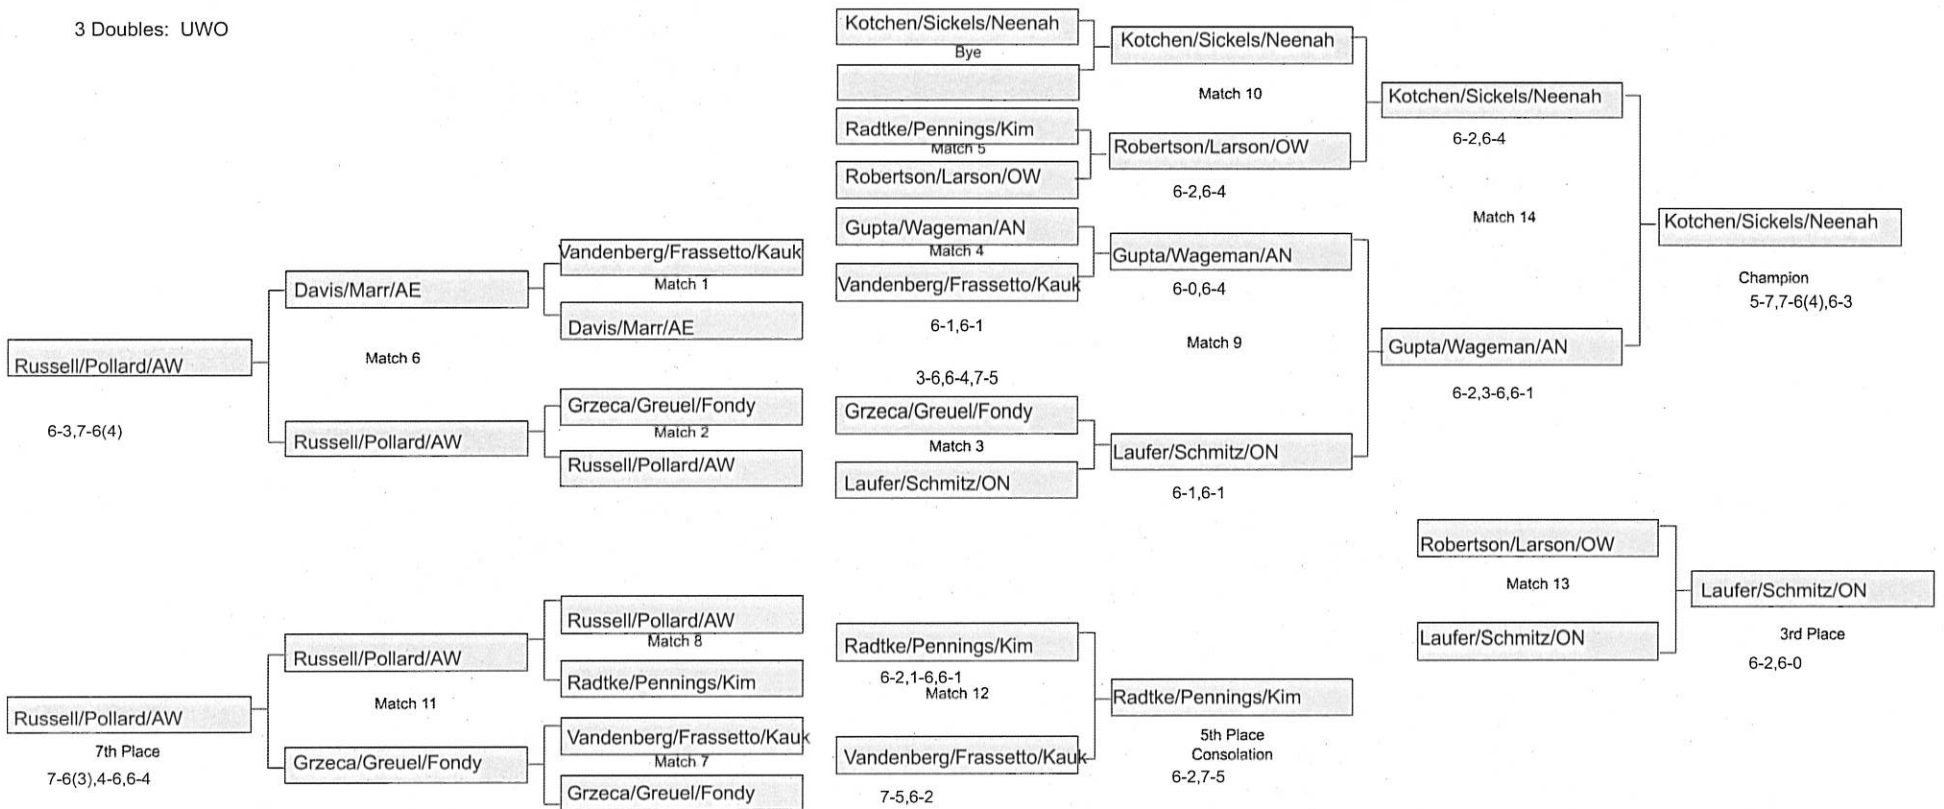 3 Doubles: UWO
Kotchen/Sickels/Neenah
Bye
Kotchen/Sickels/Neenah
Match 10
Kotchen/Sickels/Neenah
6-2,6-4
Radtke/Pennings/Kim
Match 5
Robertson/Larson/OW
Robertson/Larson/OW
6-2,6-4
Gupta/Wageman/AN
Match 4
Vandenberg/Frassetto/Kauk
6-1,6-1
Gupta/Wageman/AN
6-0,6-4
Match 9
Match 14
Kotchen/Sickels/Neenah
Champion
5-7,7-6(4),6-3
Gupta/Wageman/AN
6-2,3-6,6-1
3-6,6-4,7-5
Grzeca/Greuel/Fondy
Match 3
Laufer/Schmitz/ON
Laufer/Schmitz/ON
6-1,6-1
Vandenberg/Frassetto/Kauk
Match 1
Davis/Marr/AE
Davis/Marr/AE
Match 6
Russell/Pollard/AW
6-3,7-6(4)
Russell/Pollard/AW
Grzeca/Greuel/Fondy
Match 2
Russell/Pollard/AW
Robertson/Larson/OW
Match 13
Laufer/Schmitz/ON
Laufer/Schmitz/ON
3rd Place
6-2,6-0
Russell/Pollard/AW
Match 8
Radtke/Pennings/Kim
Russell/Pollard/AW
Match 11
Russell/Pollard/AW
7th Place
7-6(3),4-6,6-4
Grzeca/Greuel/Fondy
Vandenberg/Frassetto/Kauk
Match 7
Grzeca/Greuel/Fondy
Radtke/Pennings/Kim
6-2,1-6,6-1
Match 12
Vandenberg/Frassetto/Kauk
7-5,6-2
Radtke/Pennings/Kim
5th Place
Consolation
6-2,7-5